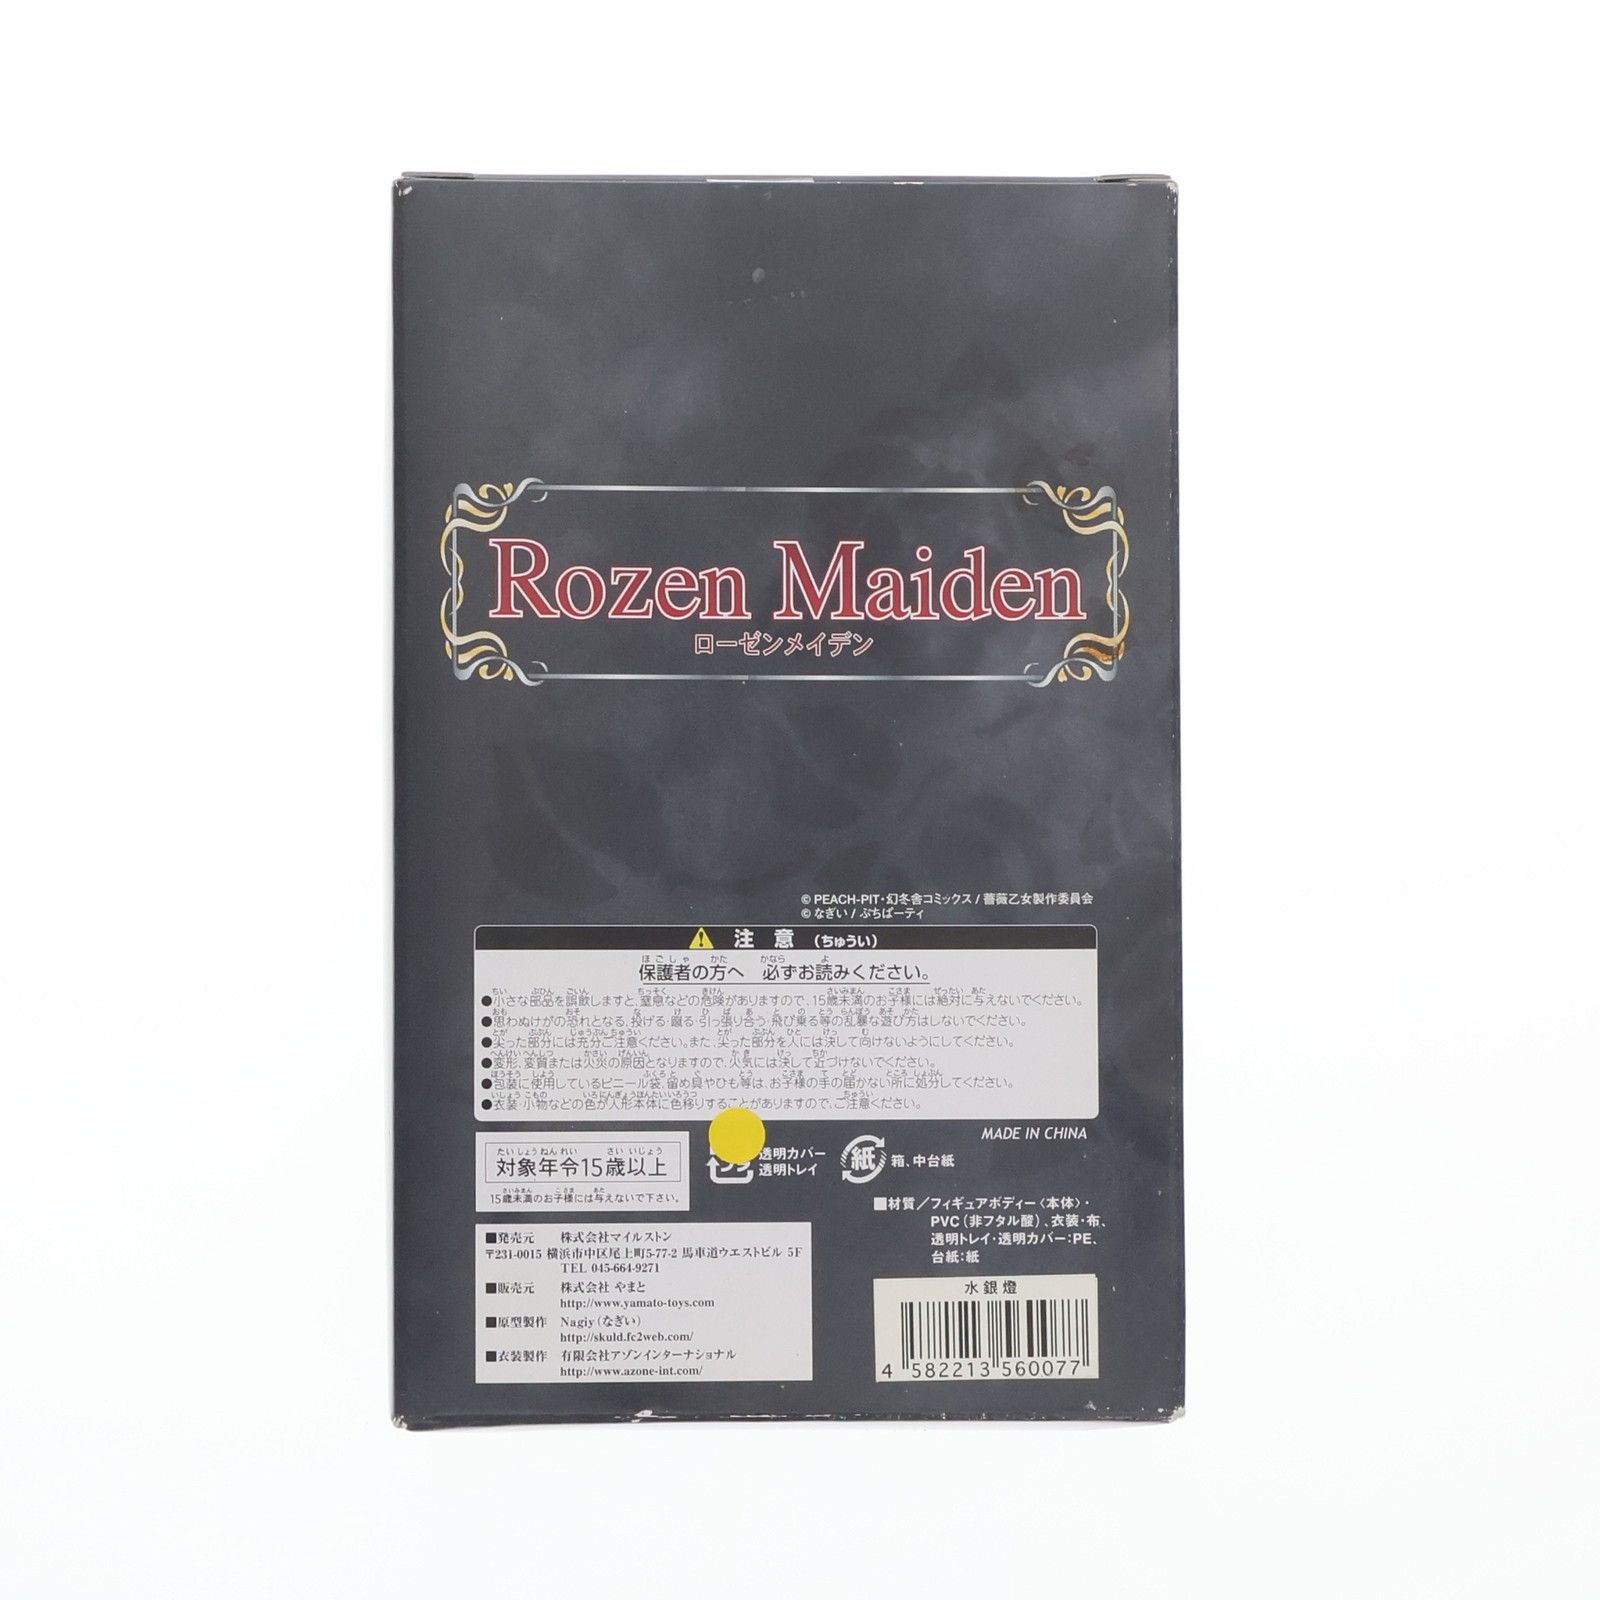 Rozen Maiden
ローゼンメイデン
© PEACH-PIT・幻冬舎コミックス / 薔薇乙女製作委員会
© なぎい / ぷちぱーティ
注 意 (ちゅうい)
保護者の方へ 必ずお読みください。
●小さな部品を誤飲しますと、窒息などの危険がありますので、15歳未満のお子様には絶対に与えないでください。
●思わぬけがの恐れとなる、投げる・蹴る・引っ張り合う・飛び乗る等の乱暴な遊び方はしないでください。
●尖った部分には充分ご注意ください。また、尖った部分を人には決して向けないようにしてください。
●変形、変質または火災の原因となりますので、火気には決して近づけないでください。
●包装に使用しているビニール袋、留め具やひも等は、お子様の手の届かない所に処分してください。
●衣装・小物などの色が人形本体に色移りすることがありますので、ご注意ください。
MADE IN CHINA
たいしょうねんれい さい いじょう
対象年令15歳以上
15歳未満のお子様には与えないで下さい。
透明カバー
透明トレイ
紙 箱、中台紙
■材質／フィギュアボディー〈本体〉・
PVC(非フタル酸)、衣装・布、
透明トレイ・透明カバー：PE、
台紙：紙
■発売元 株式会社マイルストン
〒231-0015 横浜市中区尾上町5-77-2 馬車道ウエストビル 5F
TEL 045-664-9271
■販売元 株式会社 やまと
http://www.yamato-toys.com
■原型製作 Nagiy(なぎい)
http://skuld.fc2web.com/
■衣装製作 有限会社アゾンインターナショナル
http://www.azone-int.com/
水銀燈
4 582213 560077